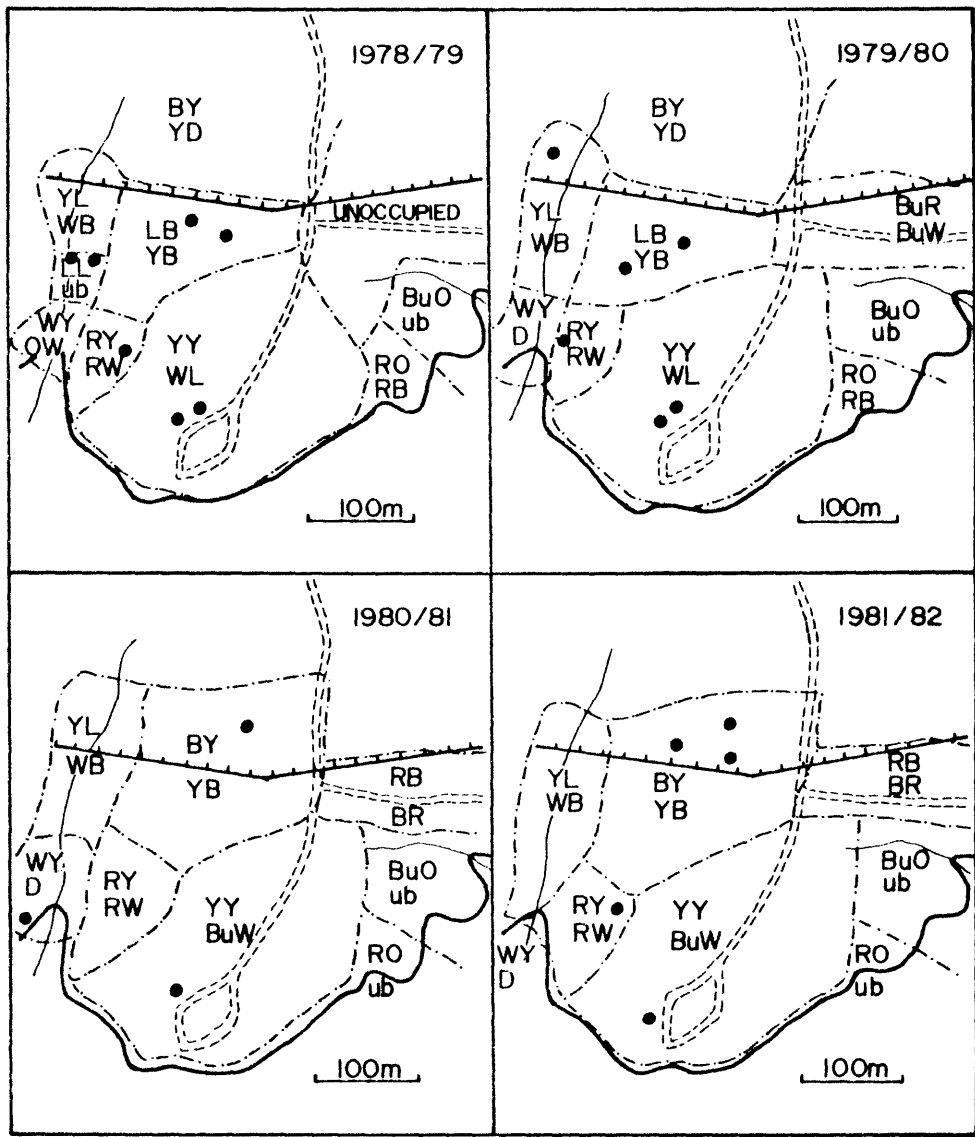 1978/79
BY
YD
YL
WB
LB
YB
UNOCCUPIED
LL
ub
WY
OW
RY
RW
YY
WL
BuO
ub
RO
RB
100m
1979/80
BY
YD
YL
WB
LB
YB
BuR
BuW
WY
D
RY
RW
YY
WL
BuO
ub
RO
RB
100m
1980/81
YL
WB
BY
YB
RB
BR
WY
D
RY
RW
YY
BuW
BuO
ub
RO
ub
100m
1981/82
YL
WB
BY
YB
RB
BR
WY
D
RY
RW
YY
BuW
BuO
ub
RO
ub
100m